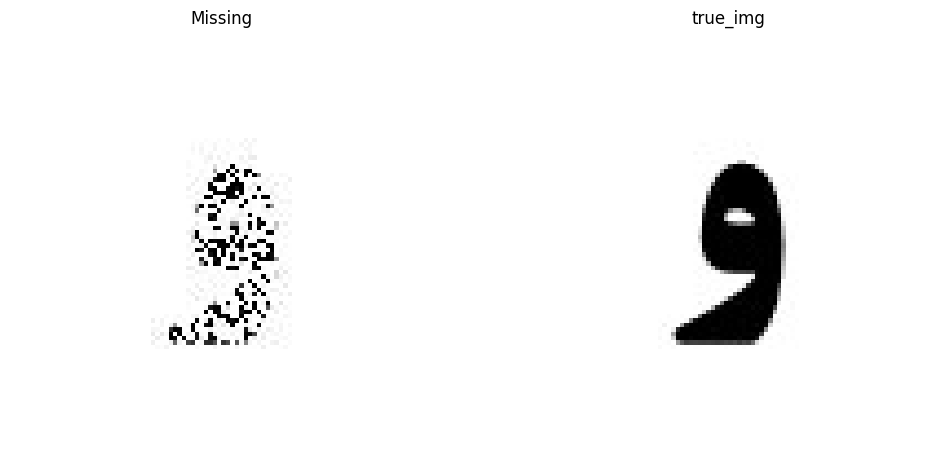 Missing
true_img
و
و